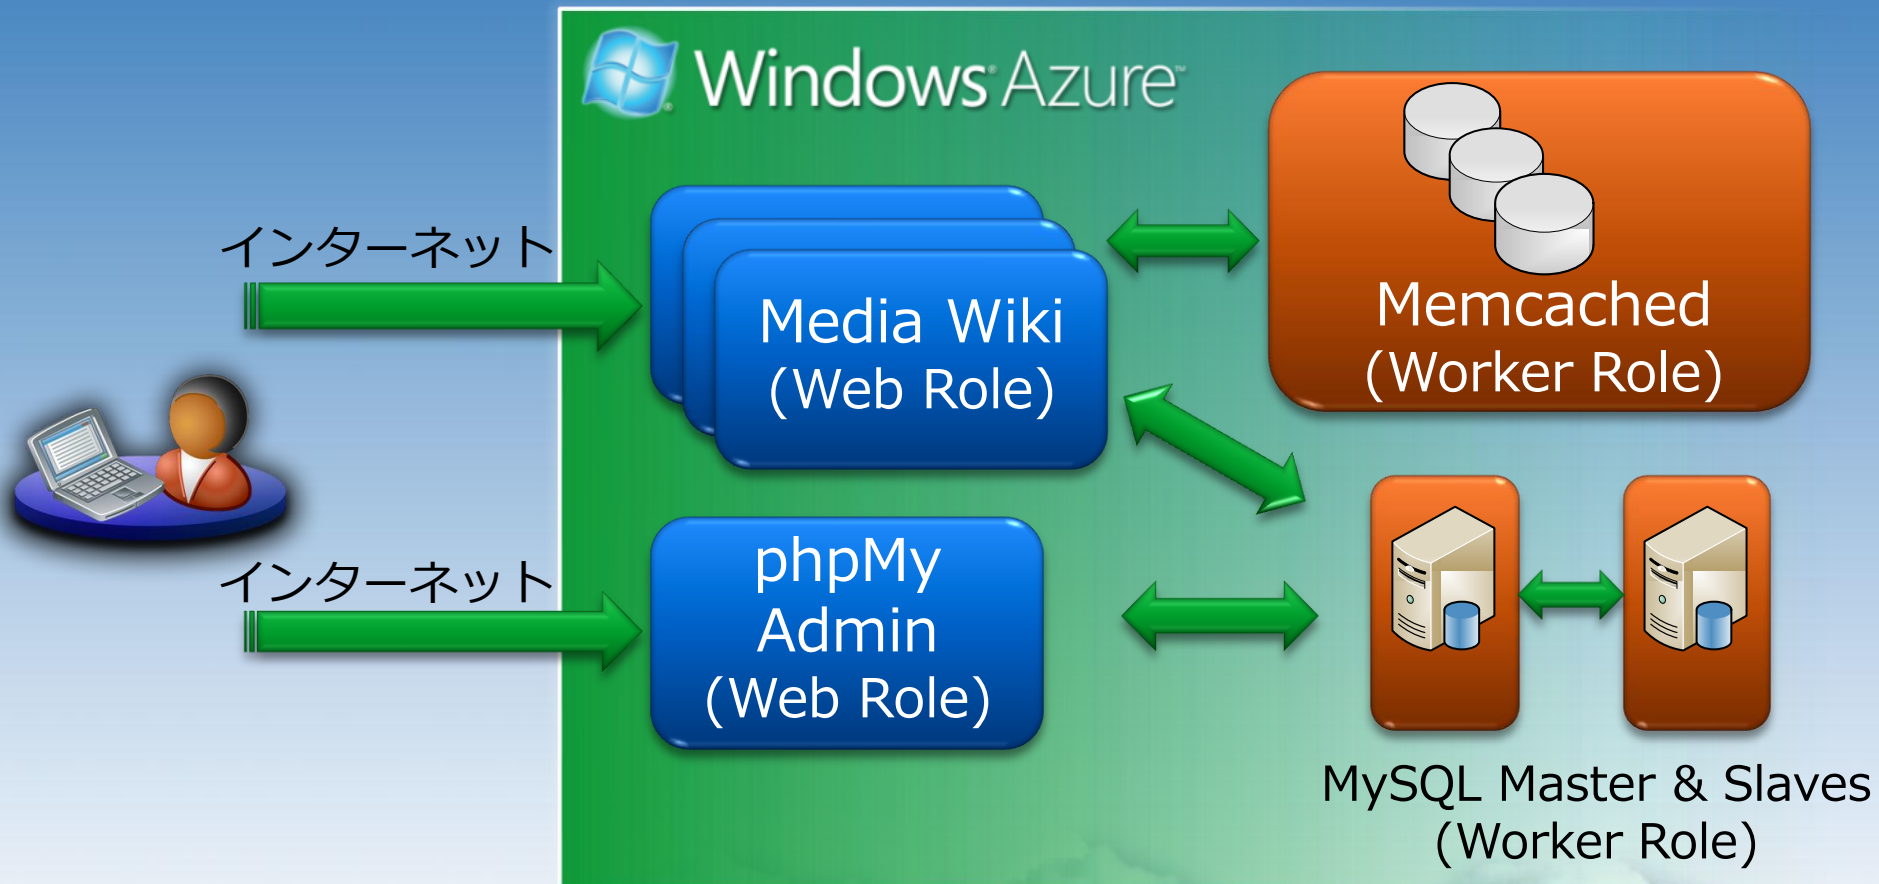 Windows Azure™
インターネット
Media Wiki
(Web Role)
Memcached
(Worker Role)
インターネット
phpMy
Admin
(Web Role)
MySQL Master & Slaves
(Worker Role)